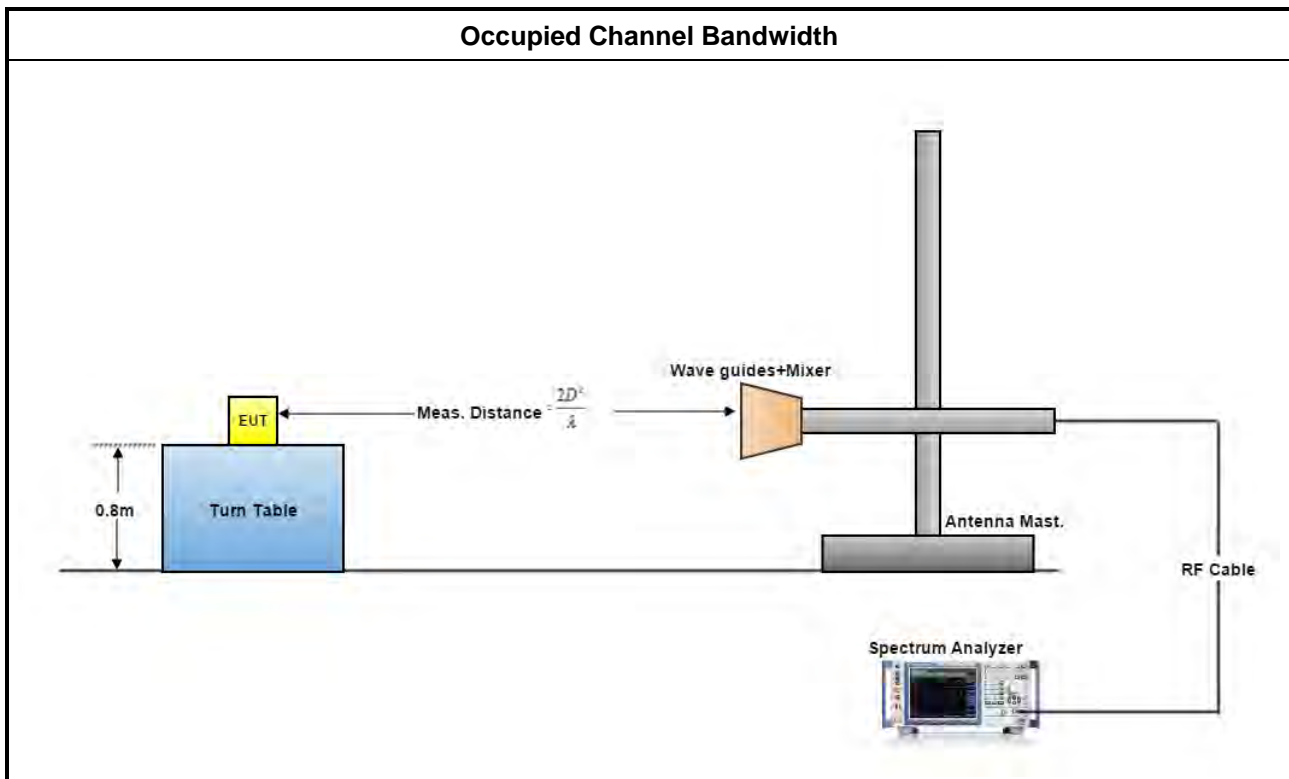 Occupied Channel Bandwidth
Wave guides+Mixer
EUT
Meas. Distance = 2D²/λ
0.8m
Turn Table
Antenna Mast.
RF Cable
Spectrum Analyzer